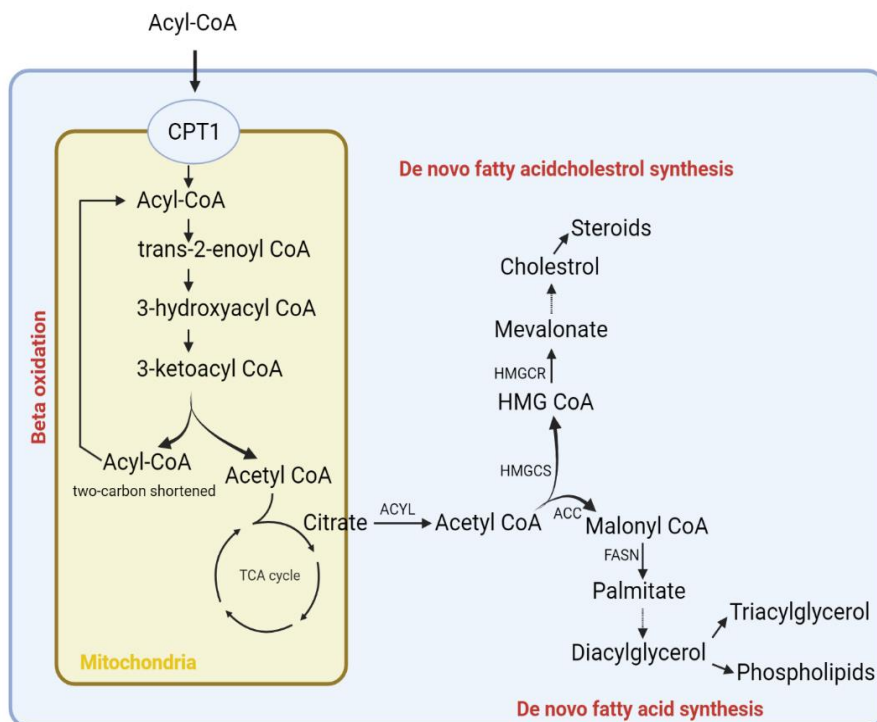 Acyl-CoA
CPT1
Acyl-CoA
trans-2-enoyl CoA
3-hydroxyacyl CoA
3-ketoacyl CoA
Acyl-CoA
two-carbon shortened
Acetyl CoA
TCA cycle
Beta oxidation
Mitochondria
Citrate
ACYL
Acetyl CoA
De novo fatty acidcholestrol synthesis
Steroids
Cholestrol
Mevalonate
HMGCR
HMG CoA
HMGCS
ACC
Malonyl CoA
FASN
Palmitate
Diacylglycerol
Triacylglycerol
Phospholipids
De novo fatty acid synthesis